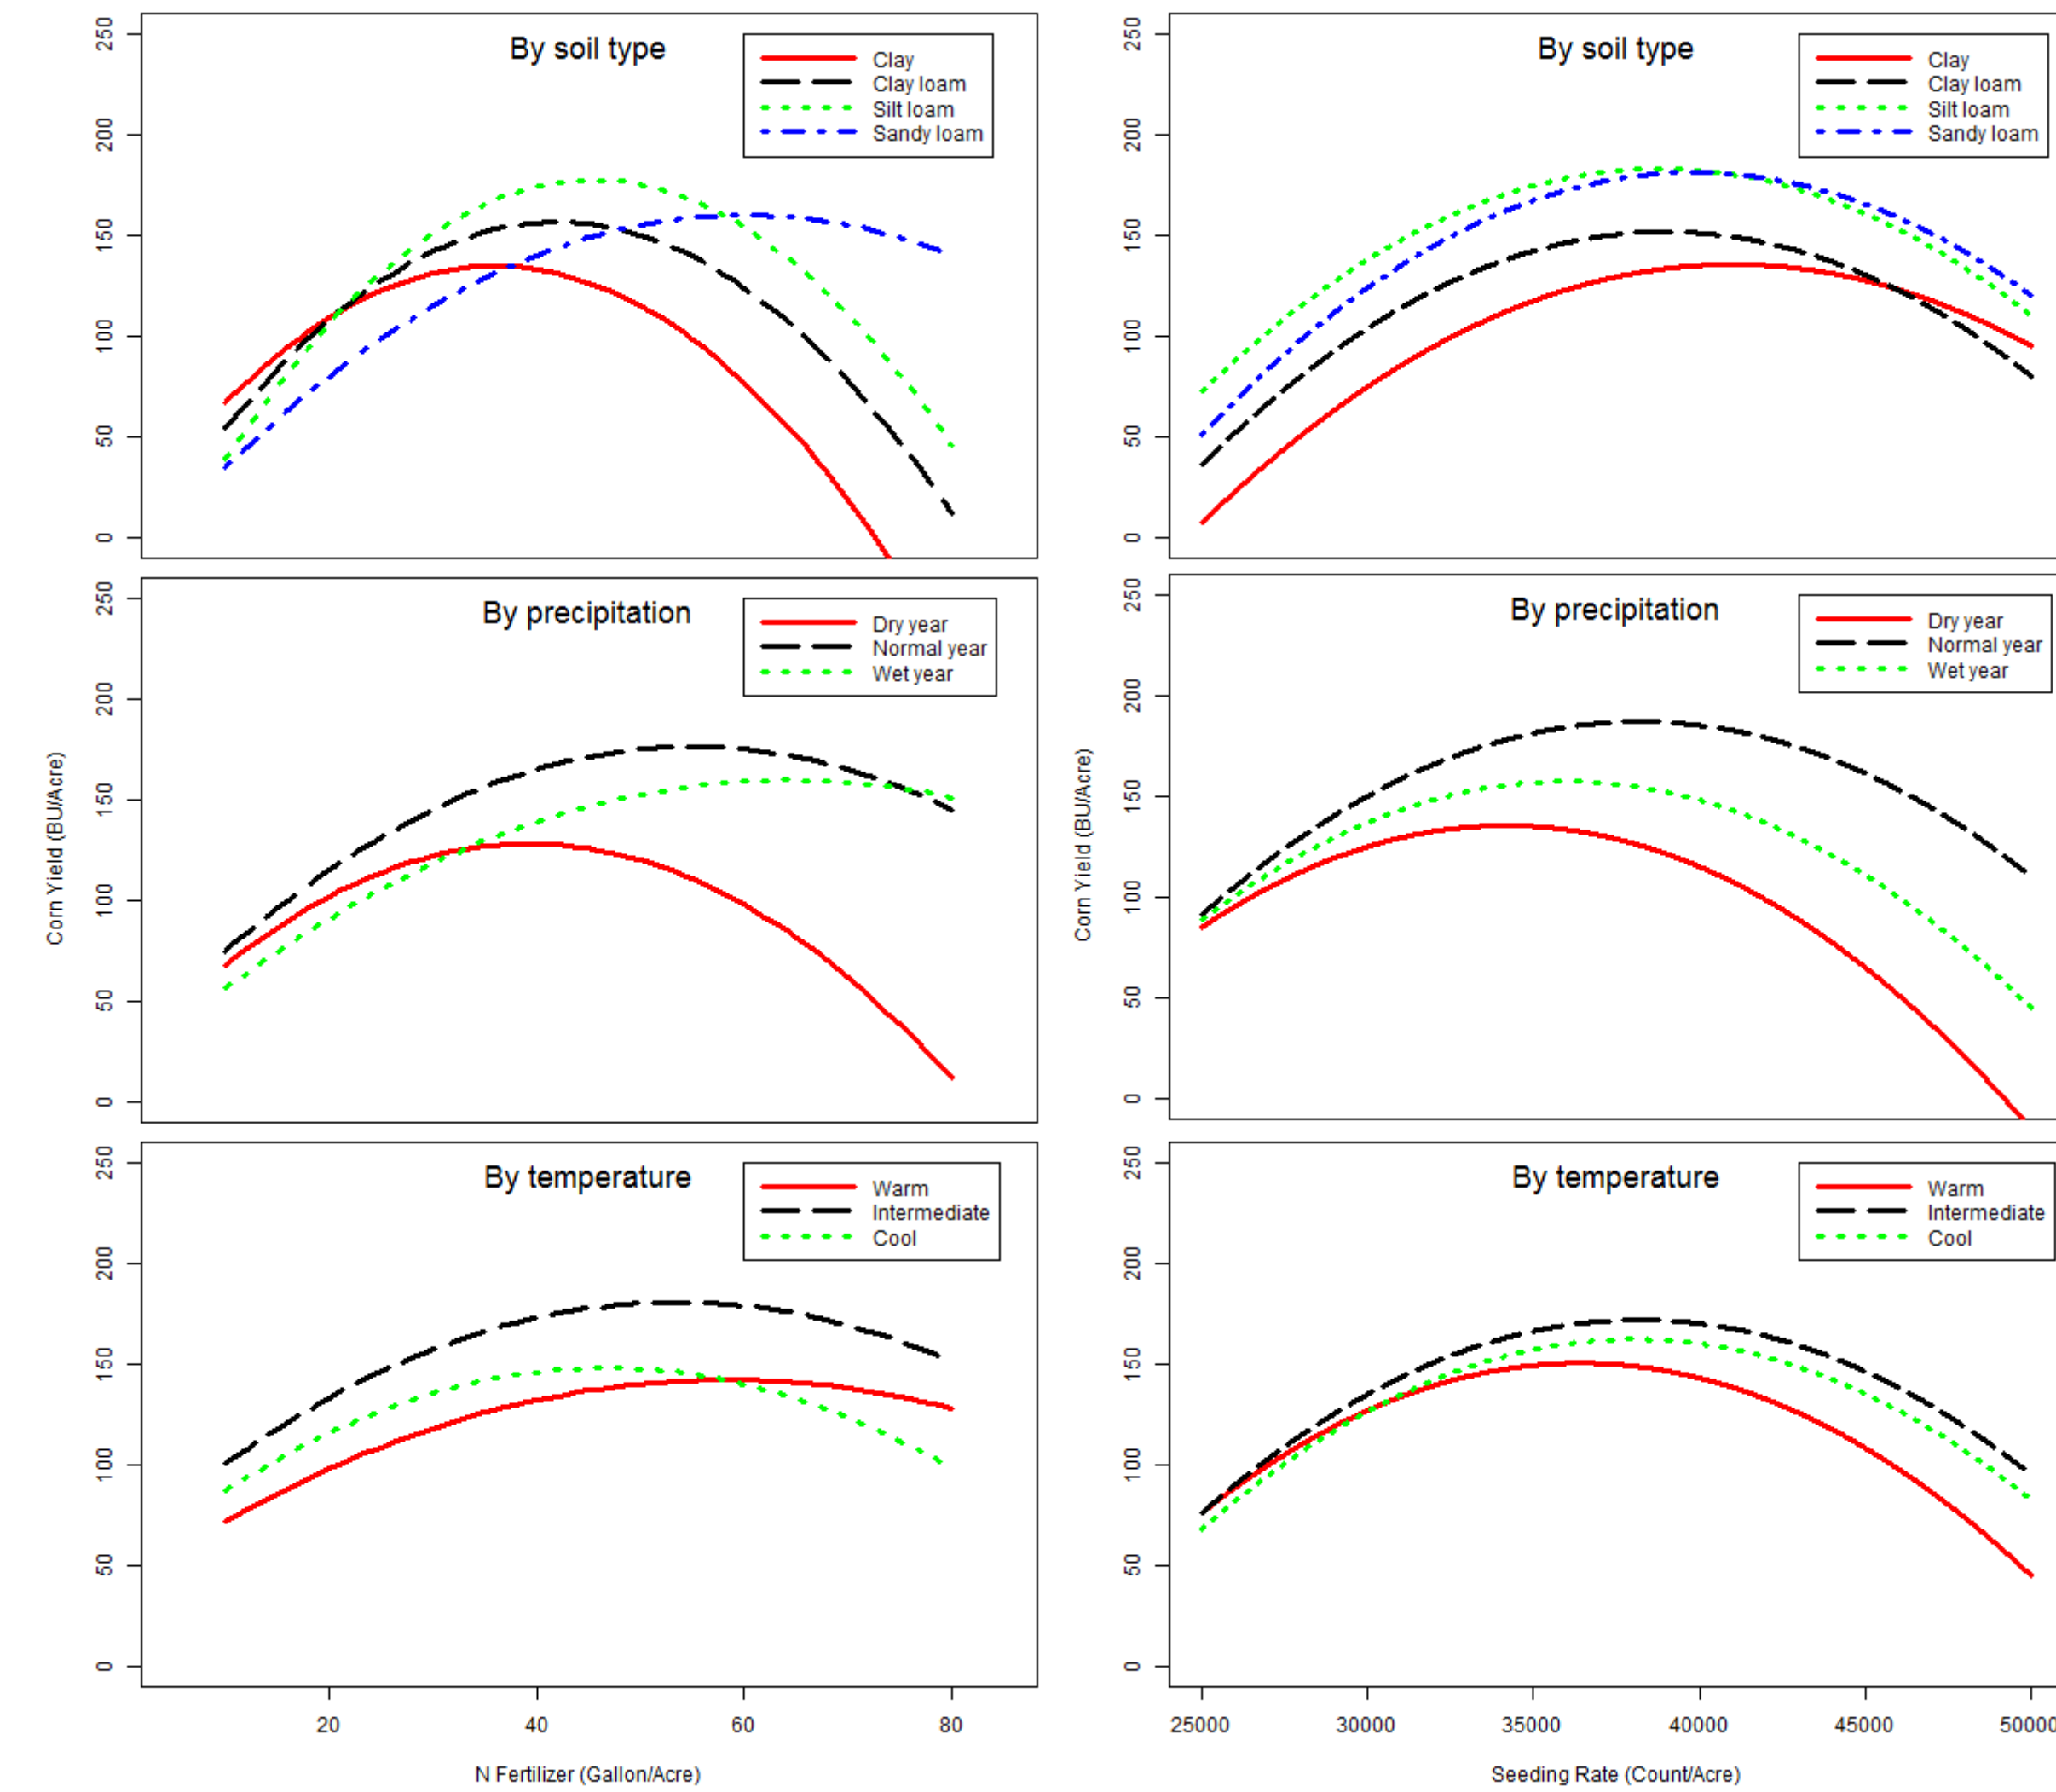 By soil type
Clay
Clay loam
Silt loam
Sandy loam
250
200
150
100
50
0
By soil type
Clay
Clay loam
Silt loam
Sandy loam
250
200
150
100
50
0
By precipitation
Dry year
Normal year
Wet year
250
200
150
100
50
0
Corn Yield (BU/Acre)
By precipitation
Dry year
Normal year
Wet year
250
200
150
100
50
0
Corn Yield (BU/Acre)
By temperature
Warm
Intermediate
Cool
250
200
150
100
50
0
20 40 60 80
N Fertilizer (Gallon/Acre)
By temperature
Warm
Intermediate
Cool
250
200
150
100
50
0
25000 30000 35000 40000 45000 50000
Seeding Rate (Count/Acre)